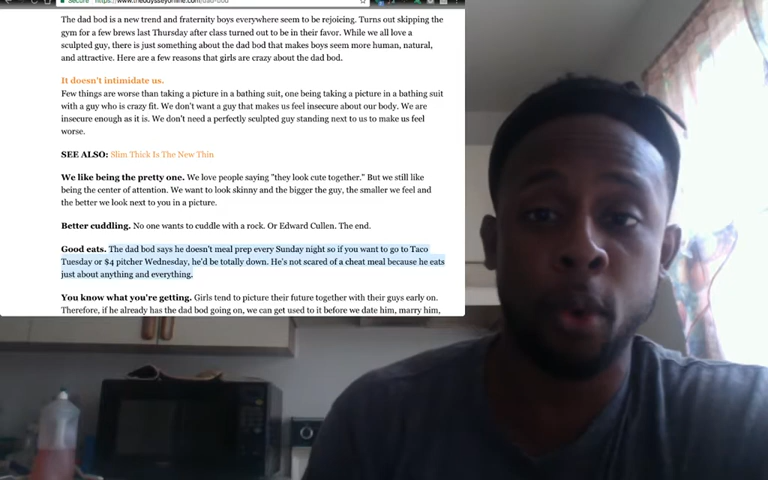 Secure https://www.theodysseyonline.com/dad-bod
The dad bod is a new trend and fraternity boys everywhere seem to be rejoicing. Turns out skipping the
gym for a few brews last Thursday after class turned out to be in their favor. While we all love a
sculpted guy, there is just something about the dad bod that makes boys seem more human, natural,
and attractive. Here are a few reasons that girls are crazy about the dad bod.
It doesn't intimidate us.
Few things are worse than taking a picture in a bathing suit, one being taking a picture in a bathing suit
with a guy who is crazy fit. We don't want a guy that makes us feel insecure about our body. We are
insecure enough as it is. We don't need a perfectly sculpted guy standing next to us to make us feel
worse.
SEE ALSO: Slim Thick Is The New Thin
We like being the pretty one. We love people saying "they look cute together." But we still like
being the center of attention. We want to look skinny and the bigger the guy, the smaller we feel and
the better we look next to you in a picture.
Better cuddling. No one wants to cuddle with a rock. Or Edward Cullen. The end.
Good eats. The dad bod says he doesn't meal prep every Sunday night so if you want to go to Taco
Tuesday or $4 pitcher Wednesday, he'd be totally down. He's not scared of a cheat meal because he eats
just about anything and everything.
You know what you're getting. Girls tend to picture their future together with their guys early on.
Therefore, if he already has the dad bod going on, we can get used to it before we date him, marry him,